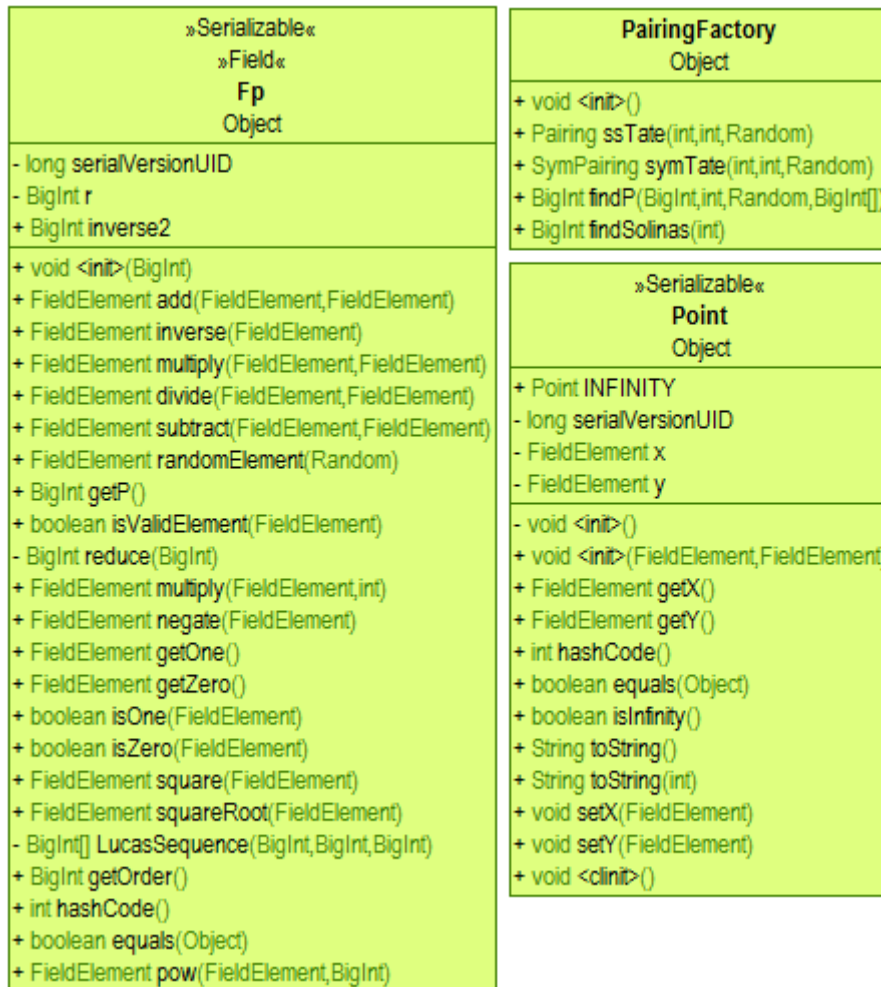 »Serializable«
»Field«
Fp
Object
- long serialVersionUID
- BigInt r
+ BigInt inverse2
+ void <init>(BigInt)
+ FieldElement add(FieldElement,FieldElement)
+ FieldElement inverse(FieldElement)
+ FieldElement multiply(FieldElement,FieldElement)
+ FieldElement divide(FieldElement,FieldElement)
+ FieldElement subtract(FieldElement,FieldElement)
+ FieldElement randomElement(Random)
+ BigInt getP()
+ boolean isValidElement(FieldElement)
- BigInt reduce(BigInt)
+ FieldElement multiply(FieldElement,int)
+ FieldElement negate(FieldElement)
+ FieldElement getOne()
+ FieldElement getZero()
+ boolean isOne(FieldElement)
+ boolean isZero(FieldElement)
+ FieldElement square(FieldElement)
+ FieldElement squareRoot(FieldElement)
- BigInt[] LucasSequence(BigInt,BigInt,BigInt)
+ BigInt getOrder()
+ int hashCode()
+ boolean equals(Object)
+ FieldElement pow(FieldElement,BigInt)
PairingFactory
Object
+ void <init>()
+ Pairing ssTate(int,int,Random)
+ SymPairing symTate(int,int,Random)
+ BigInt findP(BigInt,int,Random,BigInt[])
+ BigInt findSolinas(int)
»Serializable«
Point
Object
+ Point INFINITY
- long serialVersionUID
- FieldElement x
- FieldElement y
- void <init>()
+ void <init>(FieldElement,FieldElement)
+ FieldElement getX()
+ FieldElement getY()
+ int hashCode()
+ boolean equals(Object)
+ boolean isInfinity()
+ String toString()
+ String toString(int)
+ void setX(FieldElement)
+ void setY(FieldElement)
+ void <clinit>()